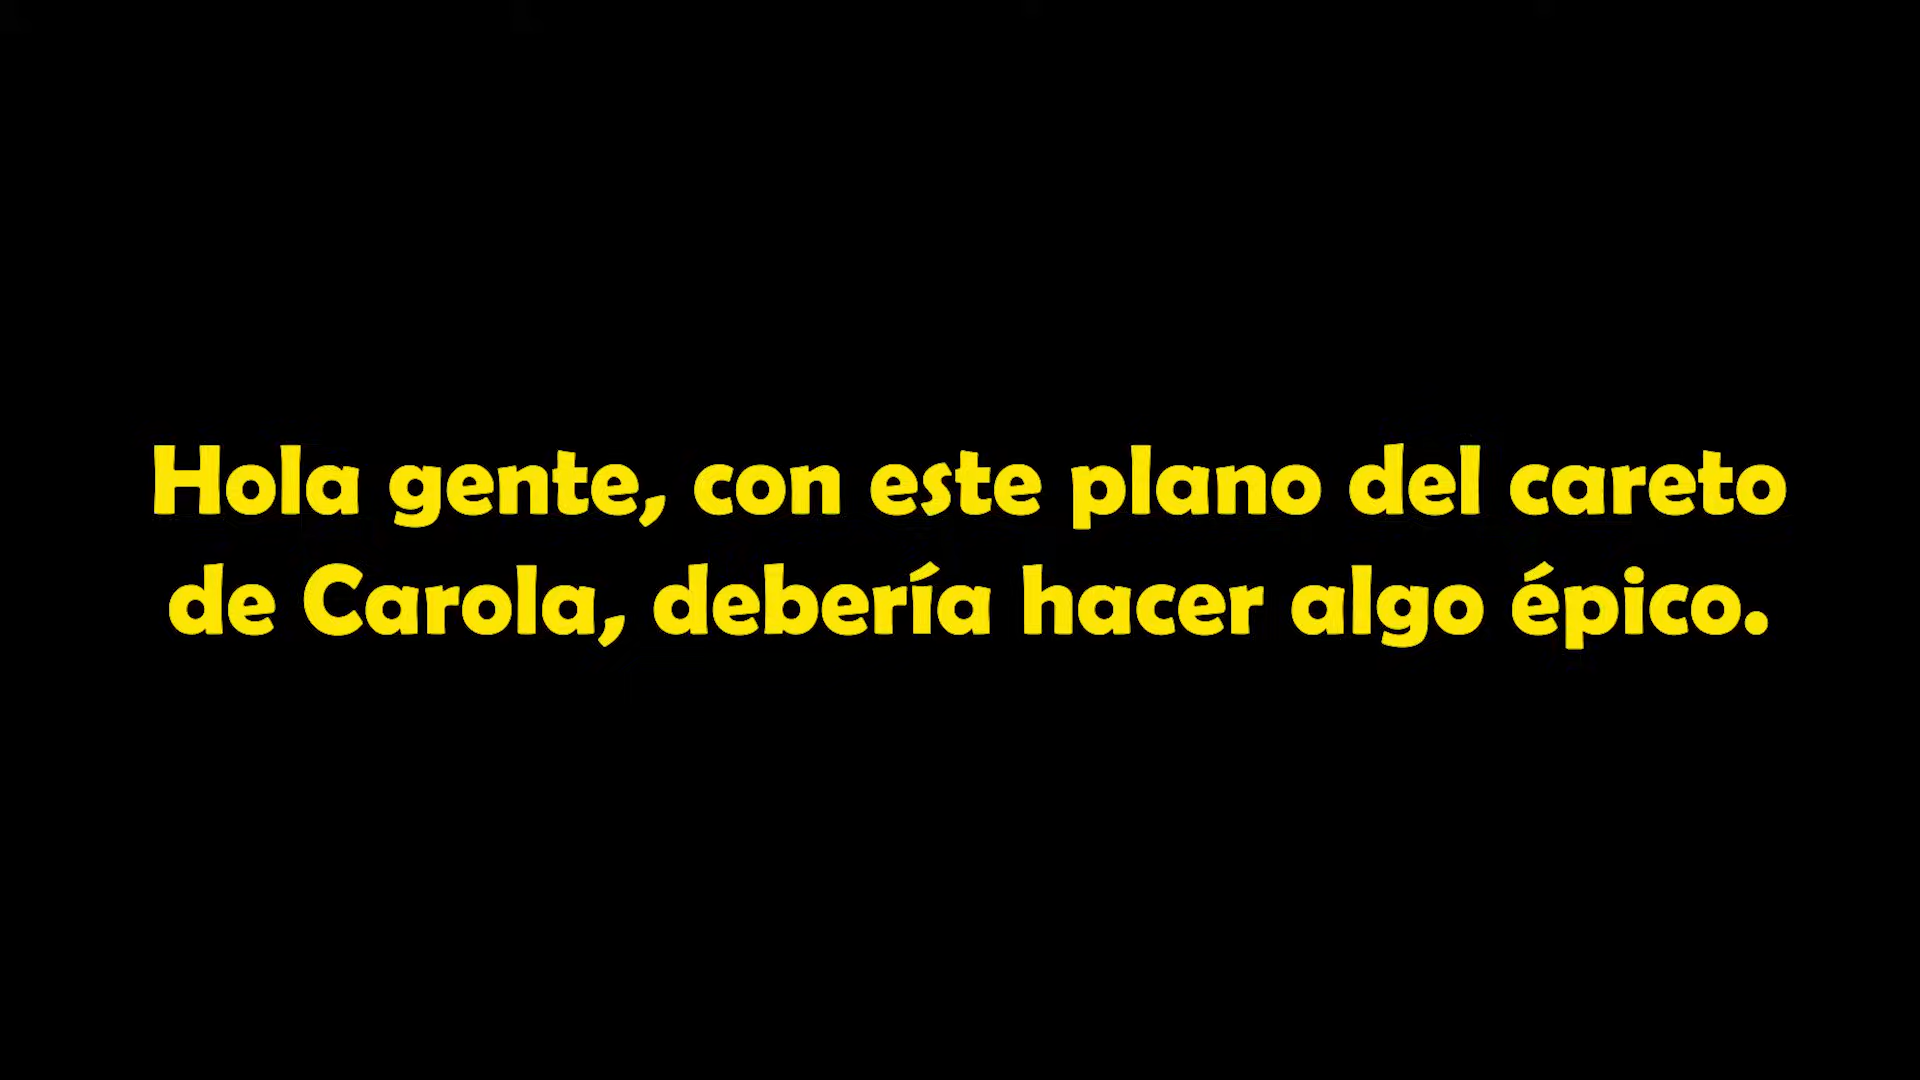 Hola gente, con este plano del careto
de Carola, debería hacer algo épico.